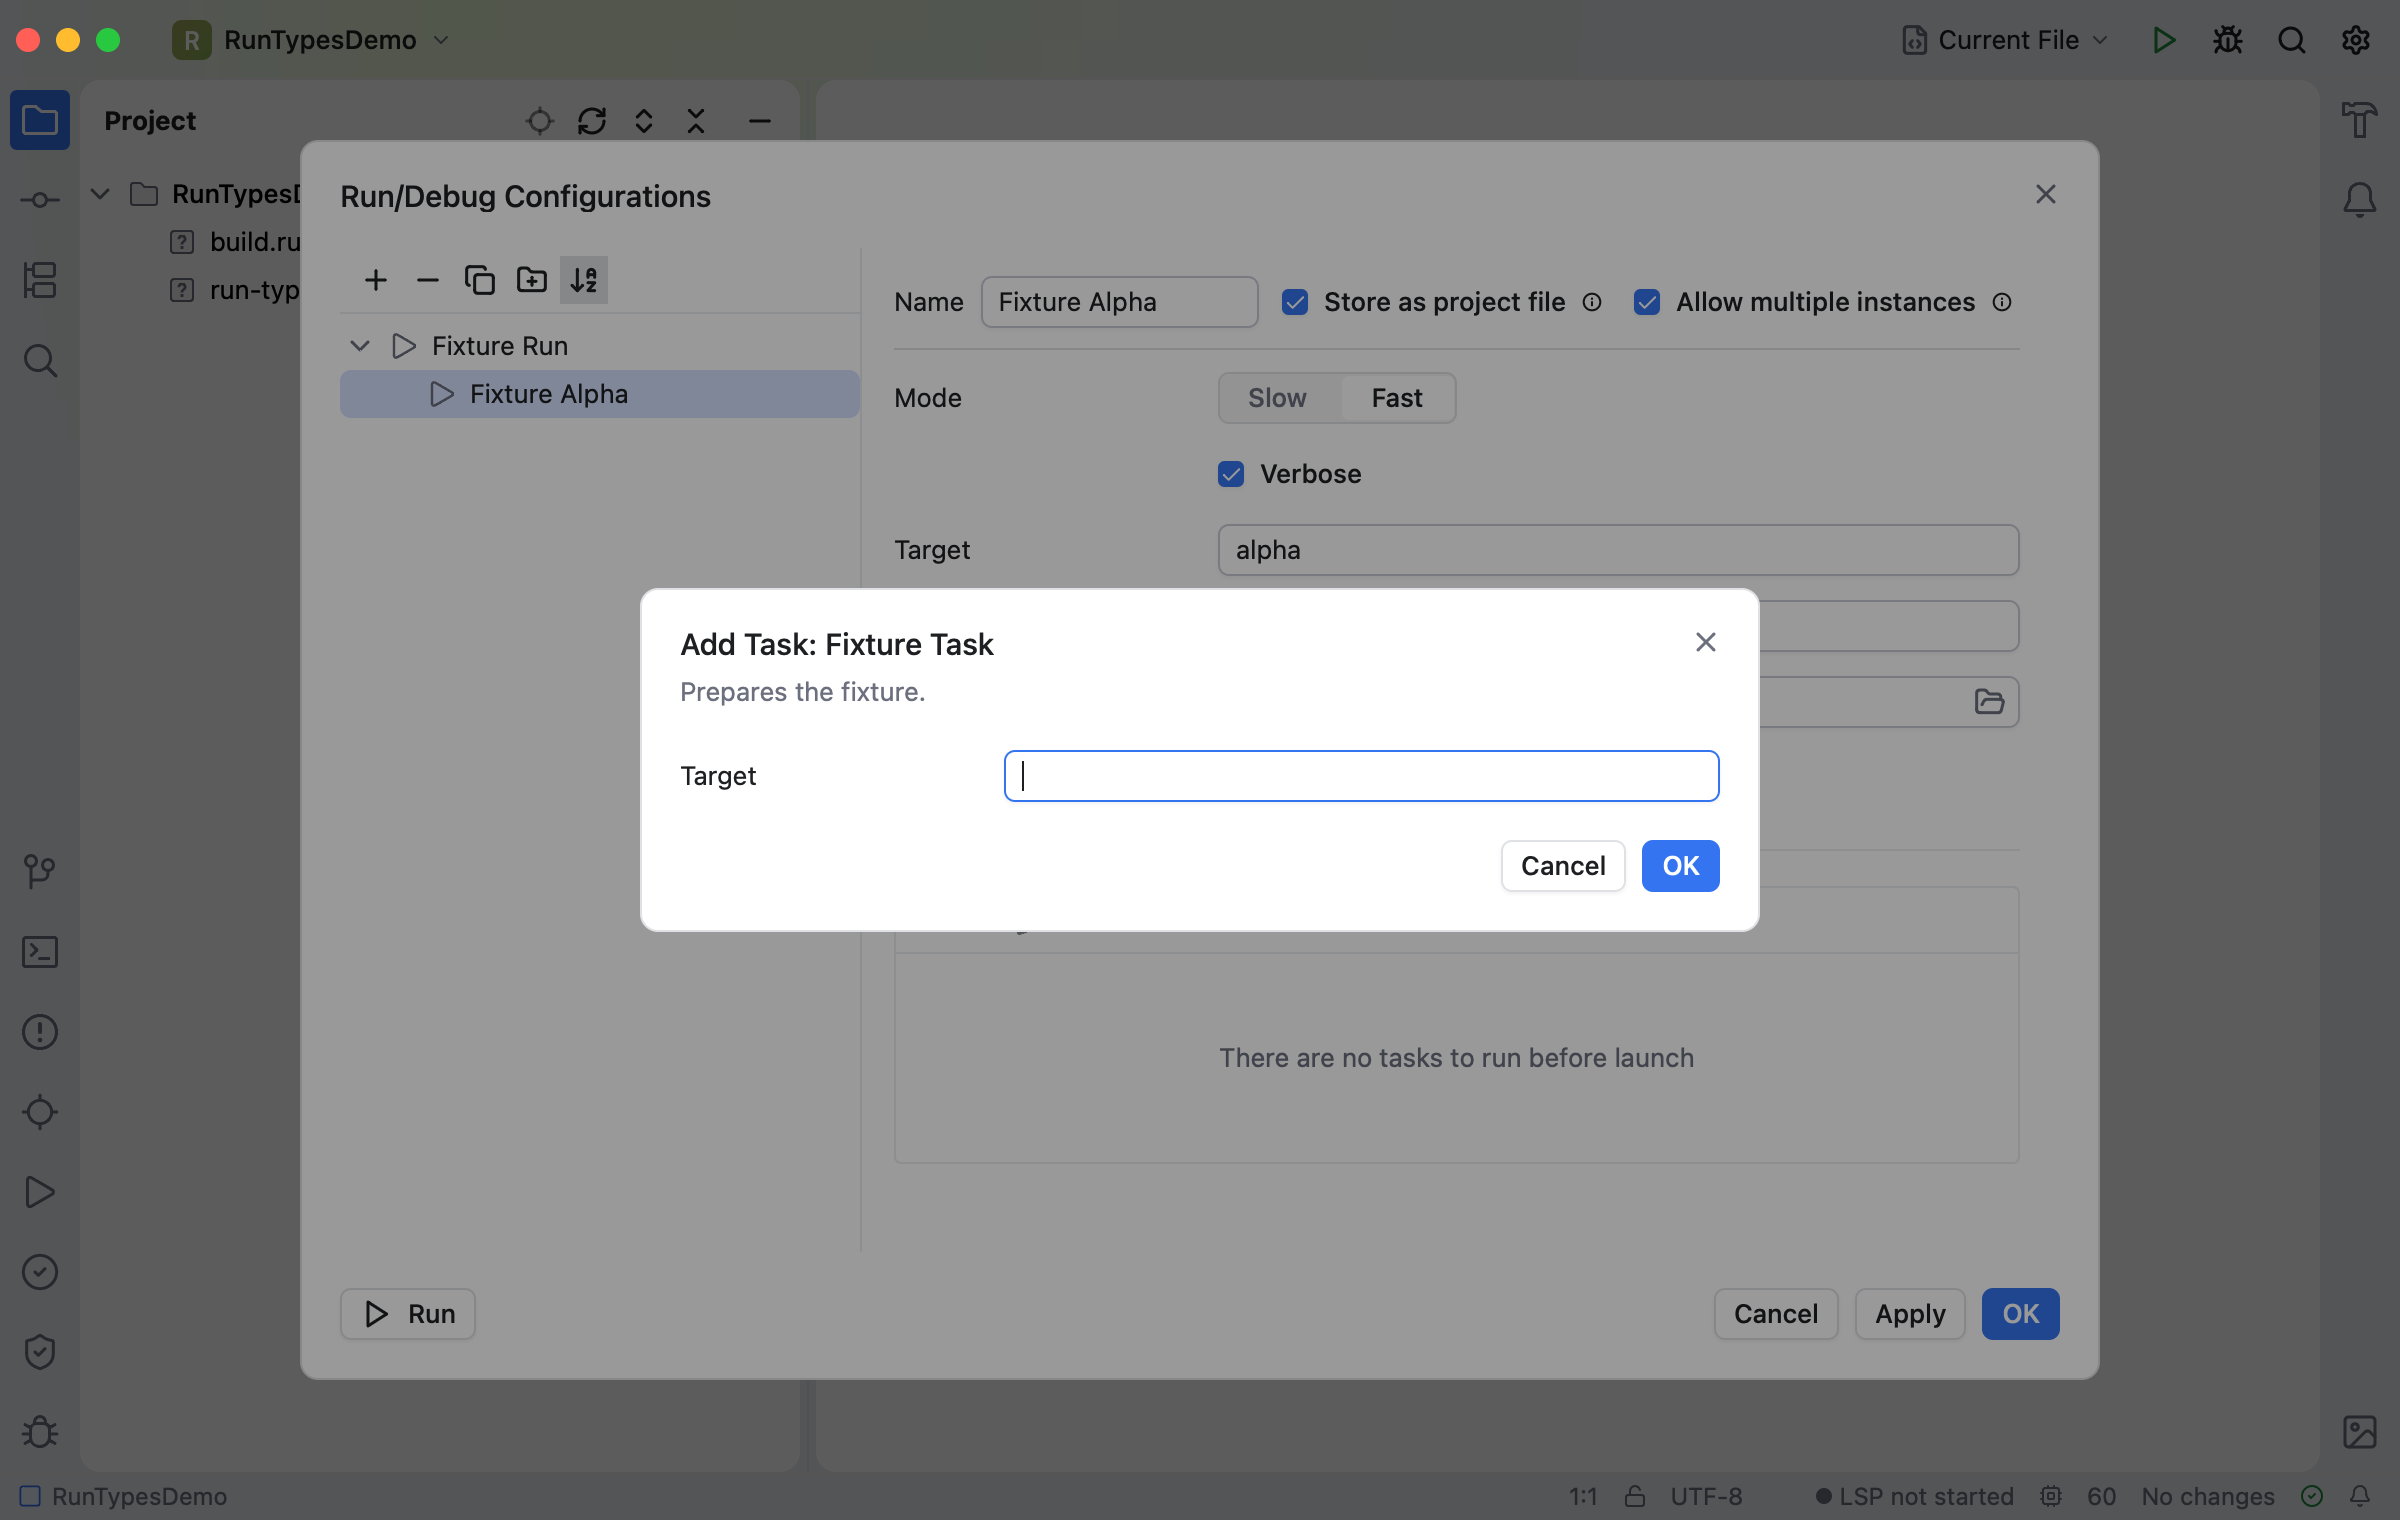 R RunTypesDemo
Current File
Project
RunTypesD
build.ru
run-typ
Run/Debug Configurations
Fixture Run
Fixture Alpha
Name Fixture Alpha Store as project file Allow multiple instances
Mode Slow Fast
Verbose
Target alpha
Add Task: Fixture Task
Prepares the fixture.
Target
Cancel OK
There are no tasks to run before launch
Run
Cancel Apply OK
RunTypesDemo
1:1 UTF-8 LSP not started 60 No changes